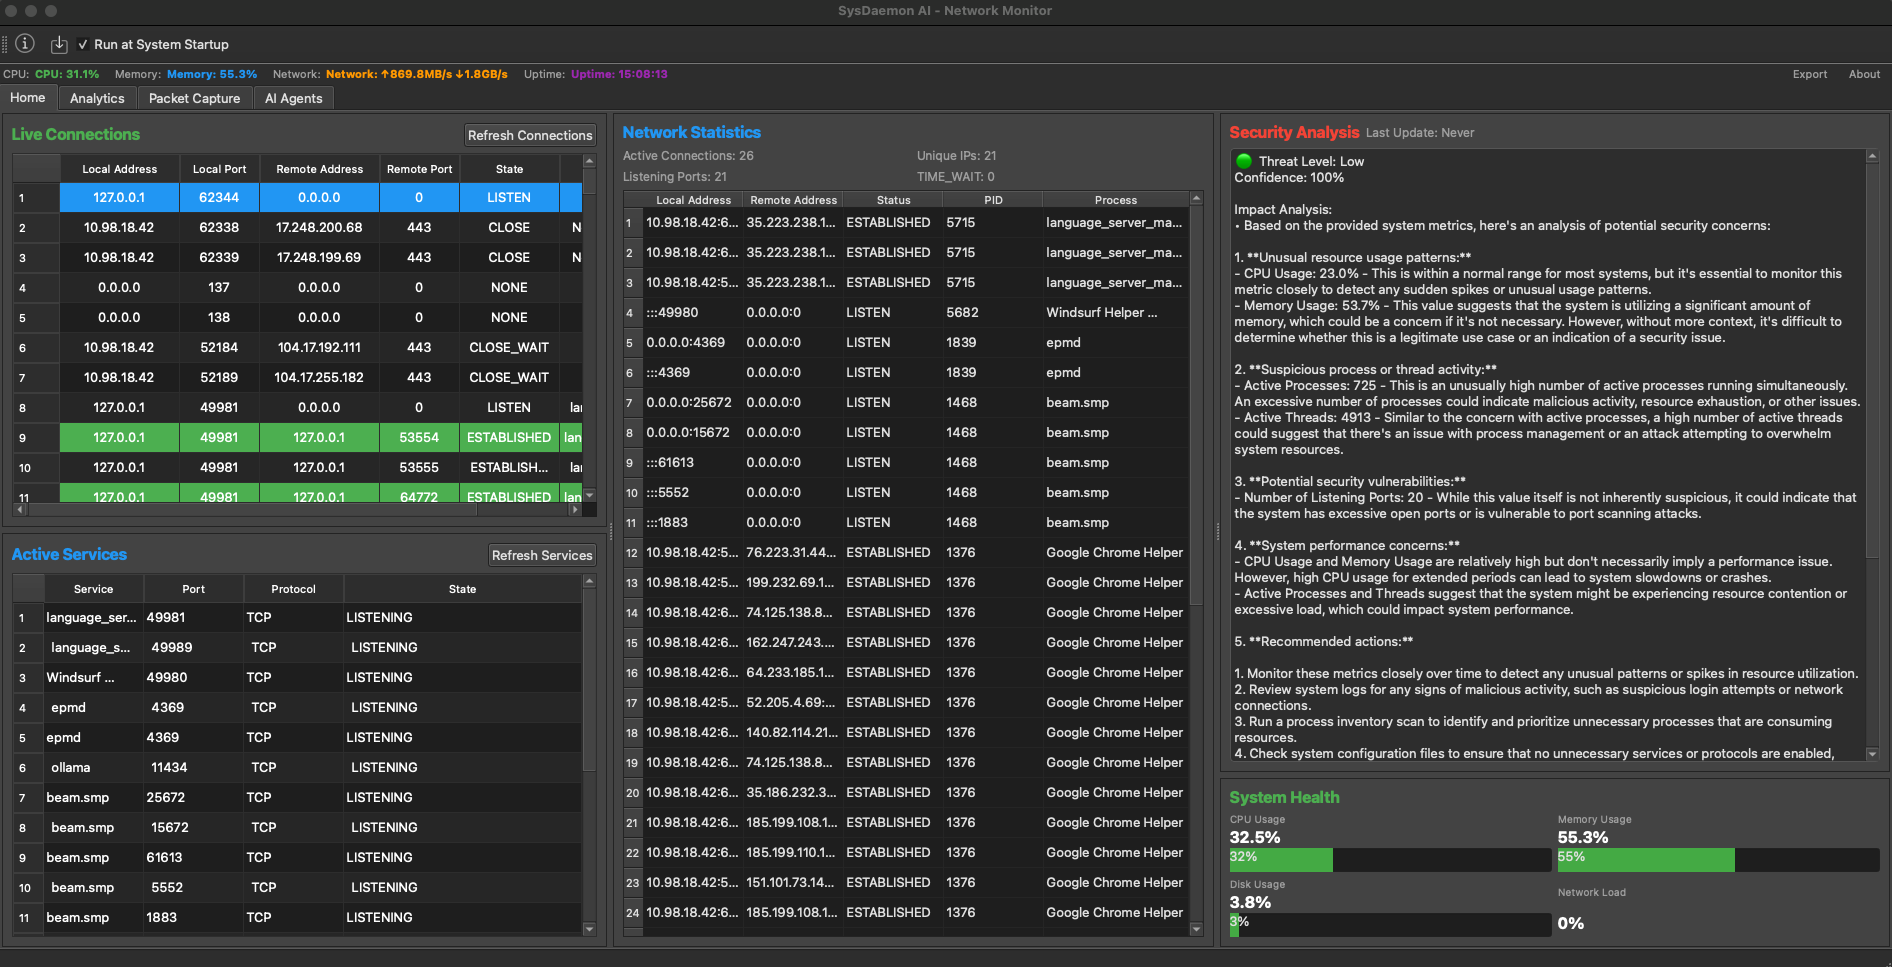 SysDaemon AI - Network Monitor
Run at System Startup
CPU: CPU: 31.1% Memory: Memory: 55.3% Network: Network: ↑869.8MB/s ↓1.8GB/s Uptime: Uptime: 15:08:13 Export About
Home Analytics Packet Capture AI Agents
Live Connections Refresh Connections
Local Address Local Port Remote Address Remote Port State
1 127.0.0.1 62344 0.0.0.0 0 LISTEN
2 10.98.18.42 62338 17.248.200.68 443 CLOSE N
3 10.98.18.42 62339 17.248.199.69 443 CLOSE N
4 0.0.0.0 137 0.0.0.0 0 NONE
5 0.0.0.0 138 0.0.0.0 0 NONE
6 10.98.18.42 52184 104.17.192.111 443 CLOSE_WAIT
7 10.98.18.42 52189 104.17.255.182 443 CLOSE_WAIT
8 127.0.0.1 49981 0.0.0.0 0 LISTEN lan
9 127.0.0.1 49981 127.0.0.1 53554 ESTABLISHED lan
10 127.0.0.1 49981 127.0.0.1 53555 ESTABLISH... lan
11 127.0.0.1 49981 127.0.0.1 64772 ESTABLISHED lan
Active Services Refresh Services
Service Port Protocol State
1 language_ser... 49981 TCP LISTENING
2 language_s... 49989 TCP LISTENING
3 Windsurf ... 49980 TCP LISTENING
4 epmd 4369 TCP LISTENING
5 epmd 4369 TCP LISTENING
6 ollama 11434 TCP LISTENING
7 beam.smp 25672 TCP LISTENING
8 beam.smp 15672 TCP LISTENING
9 beam.smp 61613 TCP LISTENING
10 beam.smp 5552 TCP LISTENING
11 beam.smp 1883 TCP LISTENING
Network Statistics
Active Connections: 26 Unique IPs: 21
Listening Ports: 21 TIME_WAIT: 0
Local Address Remote Address Status PID Process
1 10.98.18.42:6... 35.223.238.1... ESTABLISHED 5715 language_server_ma...
2 10.98.18.42:6... 35.223.238.1... ESTABLISHED 5715 language_server_ma...
3 10.98.18.42:5... 35.223.238.1... ESTABLISHED 5715 language_server_ma...
4 :::49980 0.0.0.0:0 LISTEN 5682 Windsurf Helper ...
5 0.0.0.0:4369 0.0.0.0:0 LISTEN 1839 epmd
6 :::4369 0.0.0.0:0 LISTEN 1839 epmd
7 0.0.0.0:25672 0.0.0.0:0 LISTEN 1468 beam.smp
8 0.0.0.0:15672 0.0.0.0:0 LISTEN 1468 beam.smp
9 :::61613 0.0.0.0:0 LISTEN 1468 beam.smp
10 :::5552 0.0.0.0:0 LISTEN 1468 beam.smp
11 :::1883 0.0.0.0:0 LISTEN 1468 beam.smp
12 10.98.18.42:5... 76.223.31.44... ESTABLISHED 1376 Google Chrome Helper
13 10.98.18.42:5... 199.232.69.1... ESTABLISHED 1376 Google Chrome Helper
14 10.98.18.42:6... 74.125.138.8... ESTABLISHED 1376 Google Chrome Helper
15 10.98.18.42:5... 162.247.243.... ESTABLISHED 1376 Google Chrome Helper
16 10.98.18.42:6... 64.233.185.1... ESTABLISHED 1376 Google Chrome Helper
17 10.98.18.42:5... 52.205.4.69:... ESTABLISHED 1376 Google Chrome Helper
18 10.98.18.42:6... 140.82.114.21... ESTABLISHED 1376 Google Chrome Helper
19 10.98.18.42:6... 74.125.138.8... ESTABLISHED 1376 Google Chrome Helper
20 10.98.18.42:6... 35.186.232.3... ESTABLISHED 1376 Google Chrome Helper
21 10.98.18.42:6... 185.199.108.1... ESTABLISHED 1376 Google Chrome Helper
22 10.98.18.42:6... 185.199.110.1... ESTABLISHED 1376 Google Chrome Helper
23 10.98.18.42:5... 151.101.73.14... ESTABLISHED 1376 Google Chrome Helper
24 10.98.18.42:6... 185.199.108.1... ESTABLISHED 1376 Google Chrome Helper
Security Analysis Last Update: Never
Threat Level: Low
Confidence: 100%
Impact Analysis:
• Based on the provided system metrics, here's an analysis of potential security concerns:
1. **Unusual resource usage patterns:**
- CPU Usage: 23.0% - This is within a normal range for most systems, but it's essential to monitor this
metric closely to detect any sudden spikes or unusual usage patterns.
- Memory Usage: 53.7% - This value suggests that the system is utilizing a significant amount of
memory, which could be a concern if it's not necessary. However, without more context, it's difficult to
determine whether this is a legitimate use case or an indication of a security issue.
2. **Suspicious process or thread activity:**
- Active Processes: 725 - This is an unusually high number of active processes running simultaneously.
An excessive number of processes could indicate malicious activity, resource exhaustion, or other issues.
- Active Threads: 4913 - Similar to the concern with active processes, a high number of active threads
could suggest that there's an issue with process management or an attack attempting to overwhelm
system resources.
3. **Potential security vulnerabilities:**
- Number of Listening Ports: 20 - While this value itself is not inherently suspicious, it could indicate that
the system has excessive open ports or is vulnerable to port scanning attacks.
4. **System performance concerns:**
- CPU Usage and Memory Usage are relatively high but don't necessarily imply a performance issue.
However, high CPU usage for extended periods can lead to system slowdowns or crashes.
- Active Processes and Threads suggest that the system might be experiencing resource contention or
excessive load, which could impact system performance.
5. **Recommended actions:**
1. Monitor these metrics closely over time to detect any unusual patterns or spikes in resource utilization.
2. Review system logs for any signs of malicious activity, such as suspicious login attempts or network
connections.
3. Run a process inventory scan to identify and prioritize unnecessary processes that are consuming
resources.
4. Check system configuration files to ensure that no unnecessary services or protocols are enabled,
System Health
CPU Usage Memory Usage
32.5% 55.3%
32% 55%
Disk Usage Network Load
3.8% 0%
3%